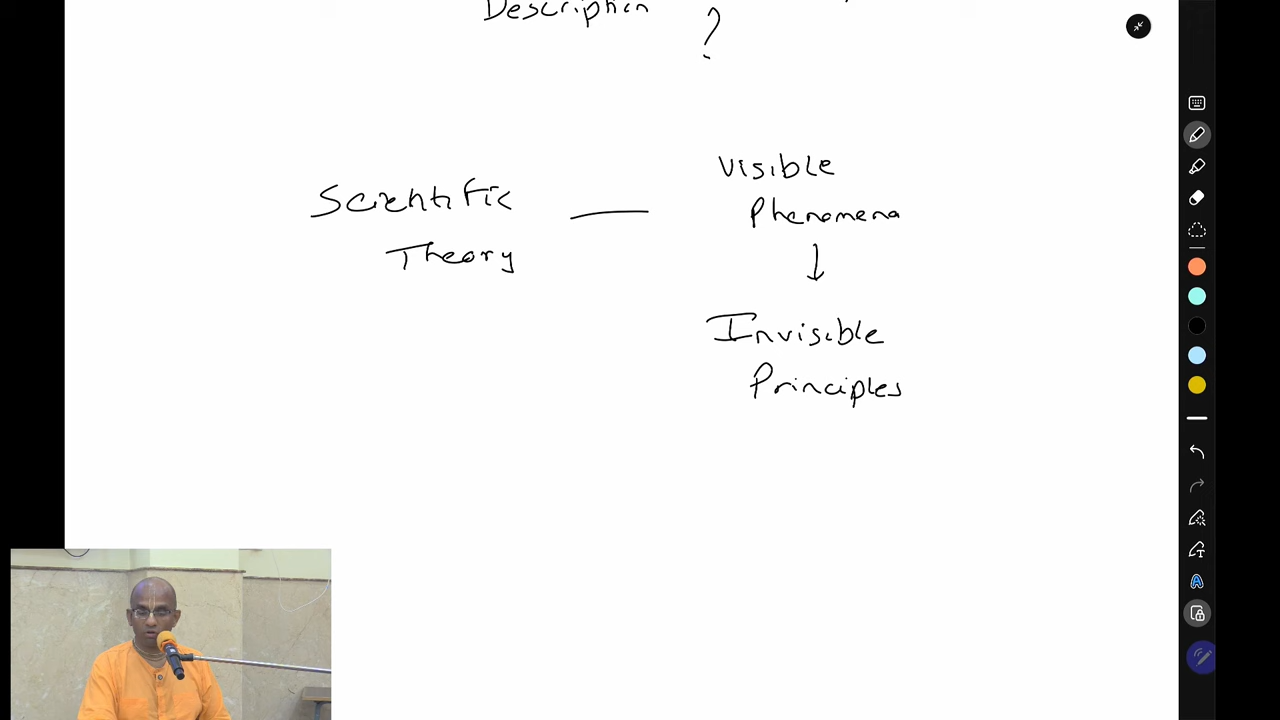 Description
?
Scientific
Theory
Visible
Phenomena
Invisible
Principles